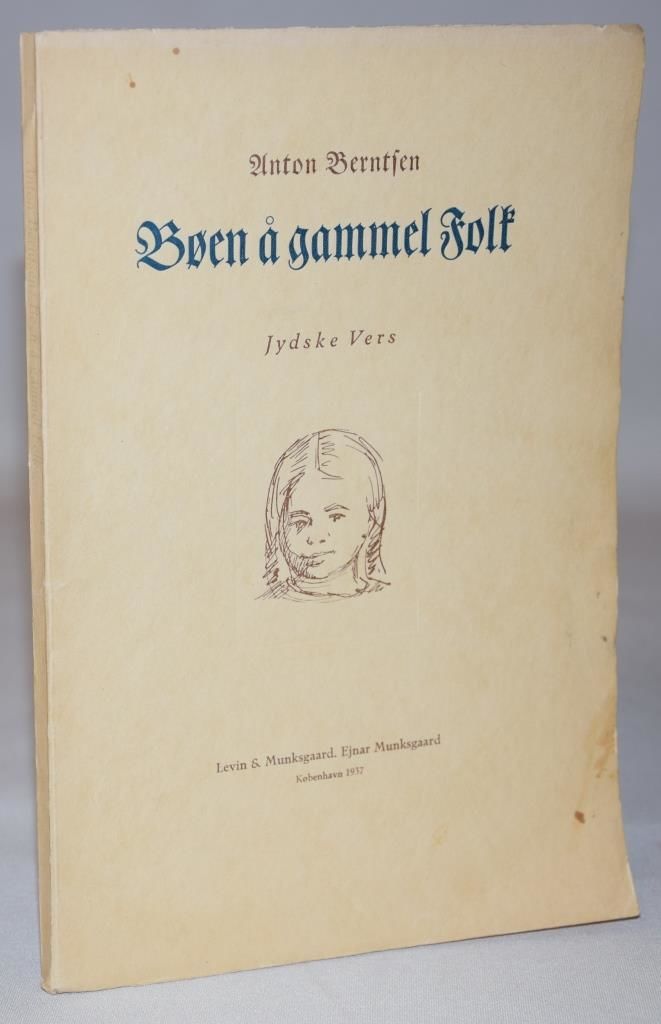 Anton Berntsen
Bøen å gammel Folk
Jydske Vers
Levin & Munksgaard. Ejnar Munksgaard
København 1937